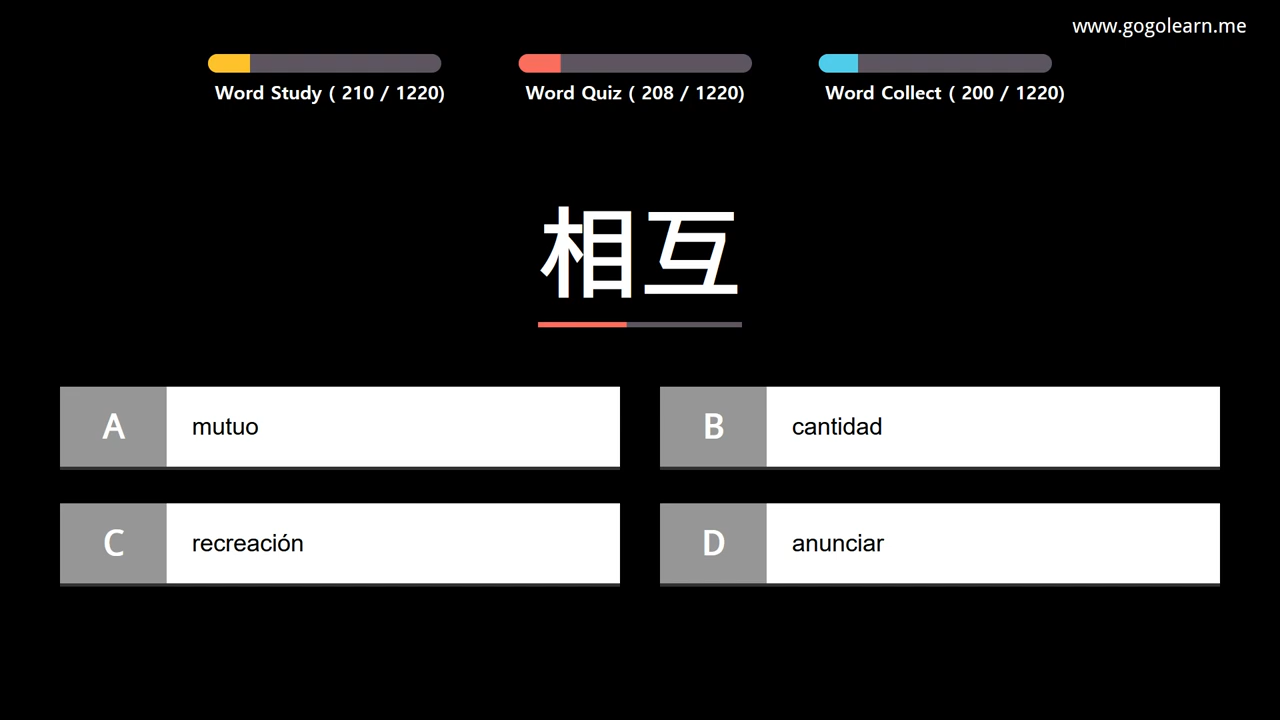 www.gogolearn.me
Word Study ( 210 / 1220)
Word Quiz ( 208 / 1220)
Word Collect ( 200 / 1220)
相互
A mutuo
B cantidad
C recreación
D anunciar